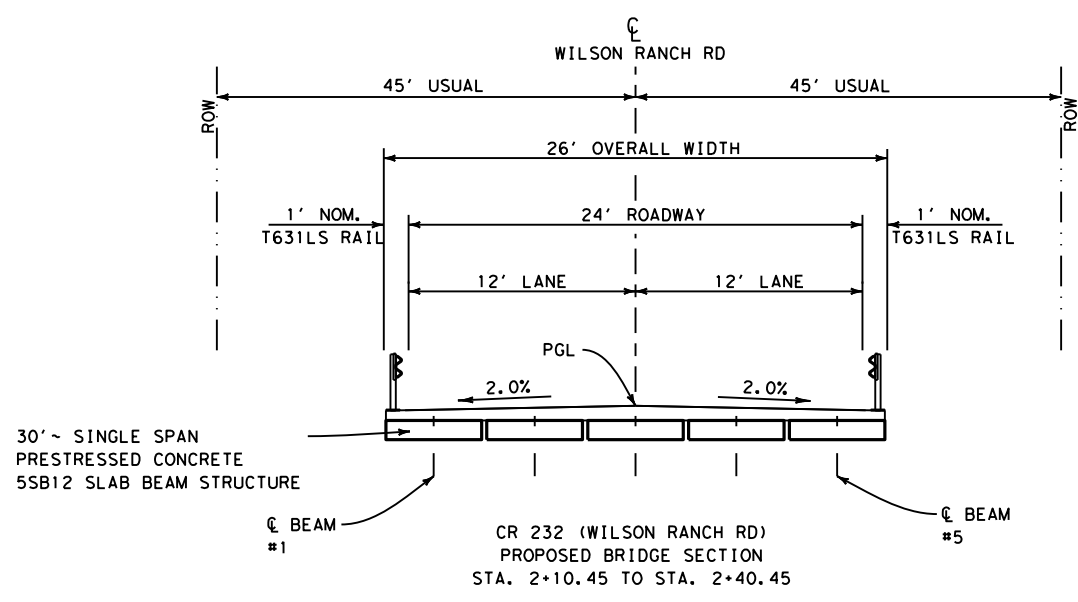 ℄
WILSON RANCH RD
45' USUAL
45' USUAL
ROW
ROW
26' OVERALL WIDTH
1' NOM.
T631LS RAIL
24' ROADWAY
1' NOM.
T631LS RAIL
12' LANE
12' LANE
PGL
2.0%
2.0%
30'~ SINGLE SPAN
PRESTRESSED CONCRETE
5SB12 SLAB BEAM STRUCTURE
℄ BEAM
#1
℄ BEAM
#5
CR 232 (WILSON RANCH RD)
PROPOSED BRIDGE SECTION
STA. 2+10.45 TO STA. 2+40.45